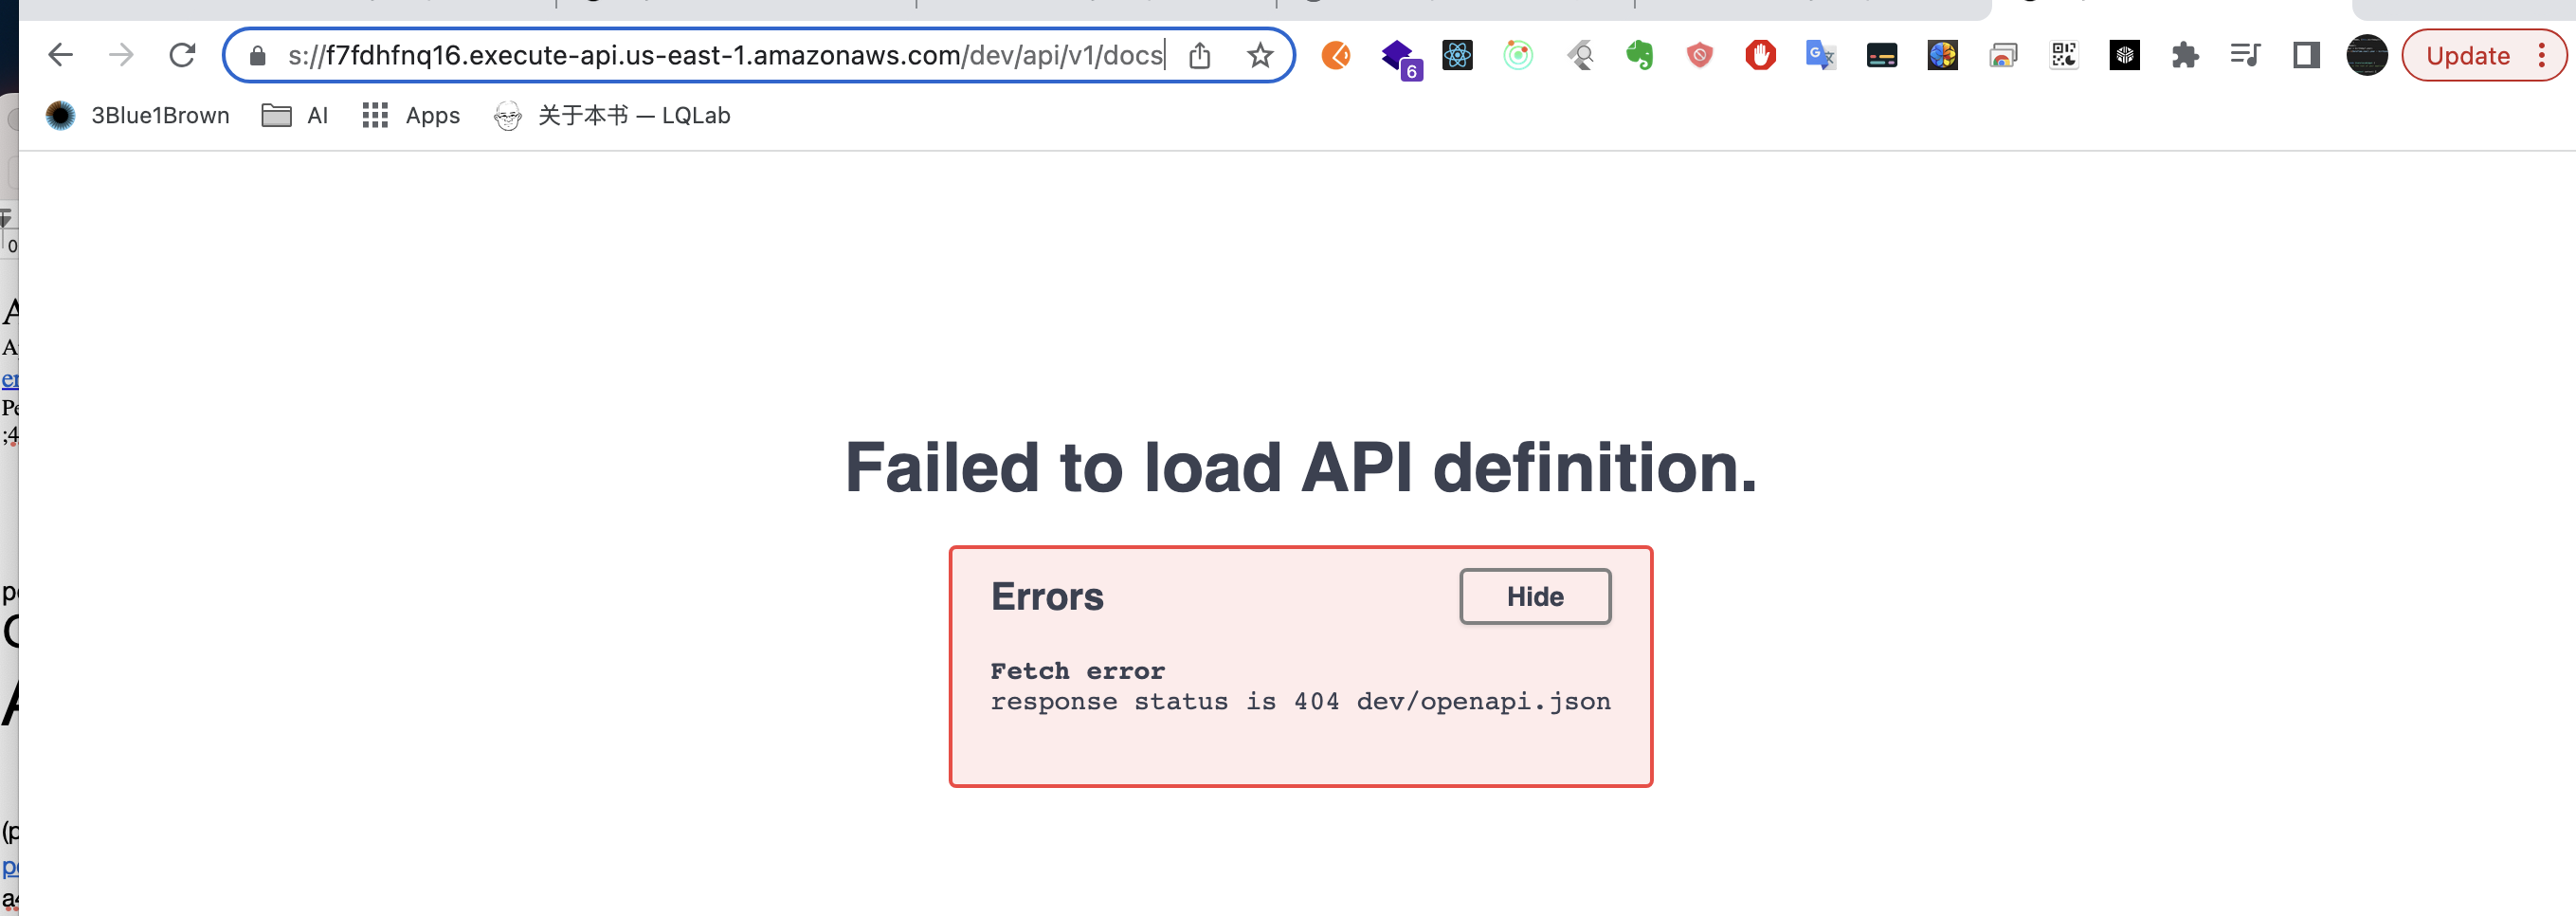 s://f7fdhfnq16.execute-api.us-east-1.amazonaws.com/dev/api/v1/docs
6
Update
3Blue1Brown
AI
Apps
关于本书 — LQLab
0
Failed to load API definition.
Errors
Hide
Fetch error
response status is 404 dev/openapi.json